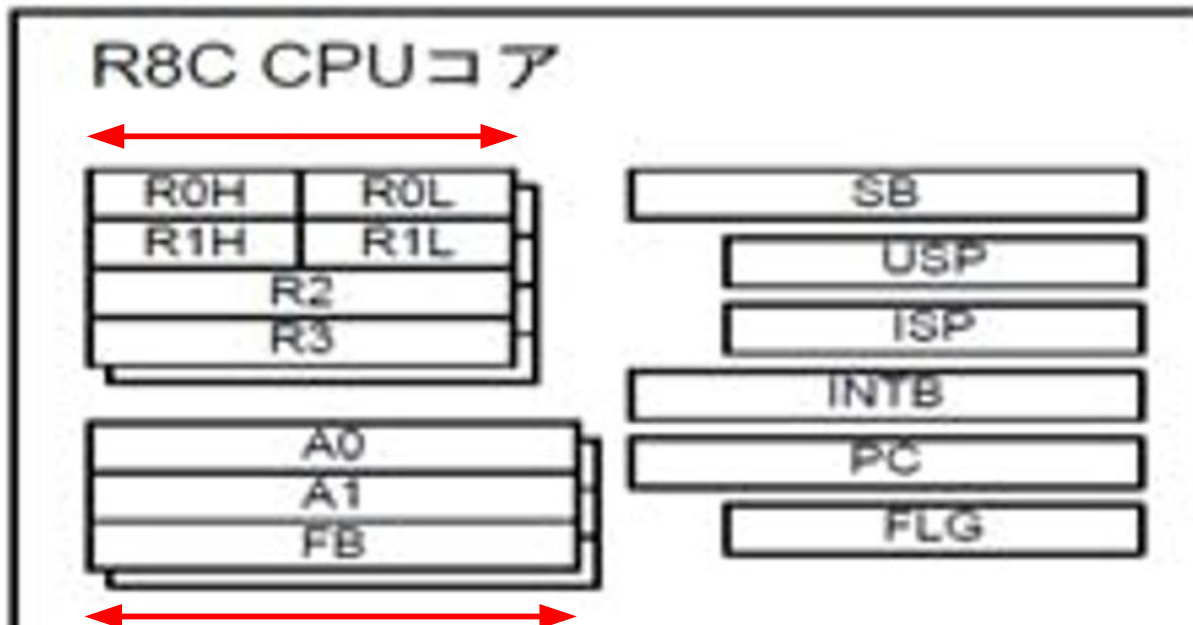 R8C CPUコア
R0H R0L
R1H R1L
R2
R3
A0
A1
FB
SB
USP
ISP
INTB
PC
FLG